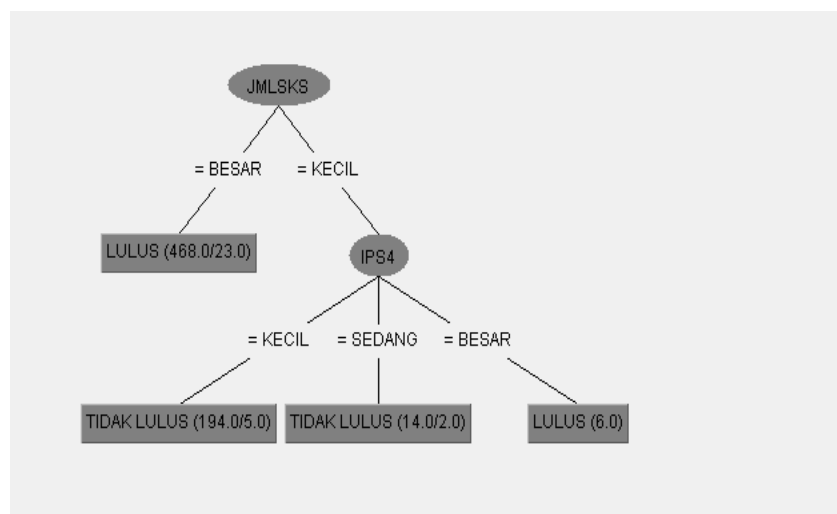 JMLSKS
= BESAR
= KECIL
LULUS (468.0/23.0)
IPS4
= KECIL
= SEDANG
= BESAR
TIDAK LULUS (194.0/5.0)
TIDAK LULUS (14.0/2.0)
LULUS (6.0)